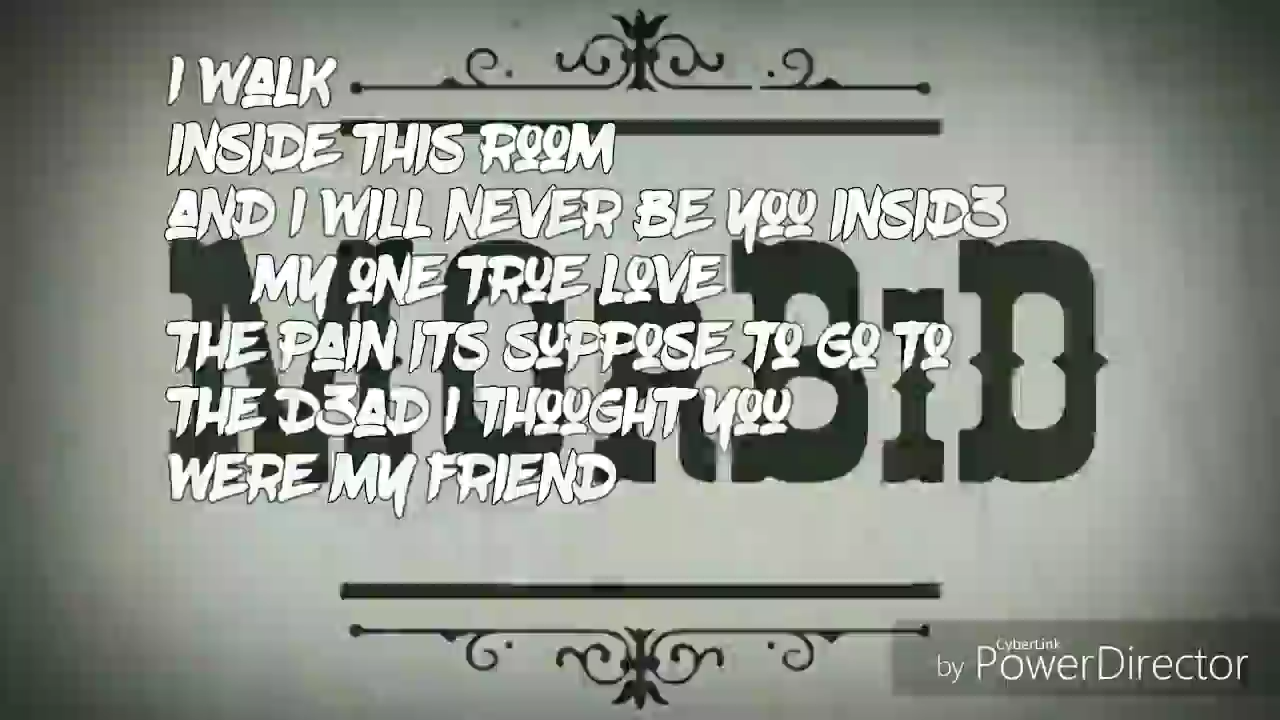 I WALK
INSIDE THIS ROOM
AND I WILL NEVER BE YOU INSID3
MY ONE TRUE LOVE
THE PAIN ITS SUPPOSE TO GO TO
THE D3AD I THOUGHT YOU
WERE MY FRIEND
MORBiD
CyberLink
by PowerDirector